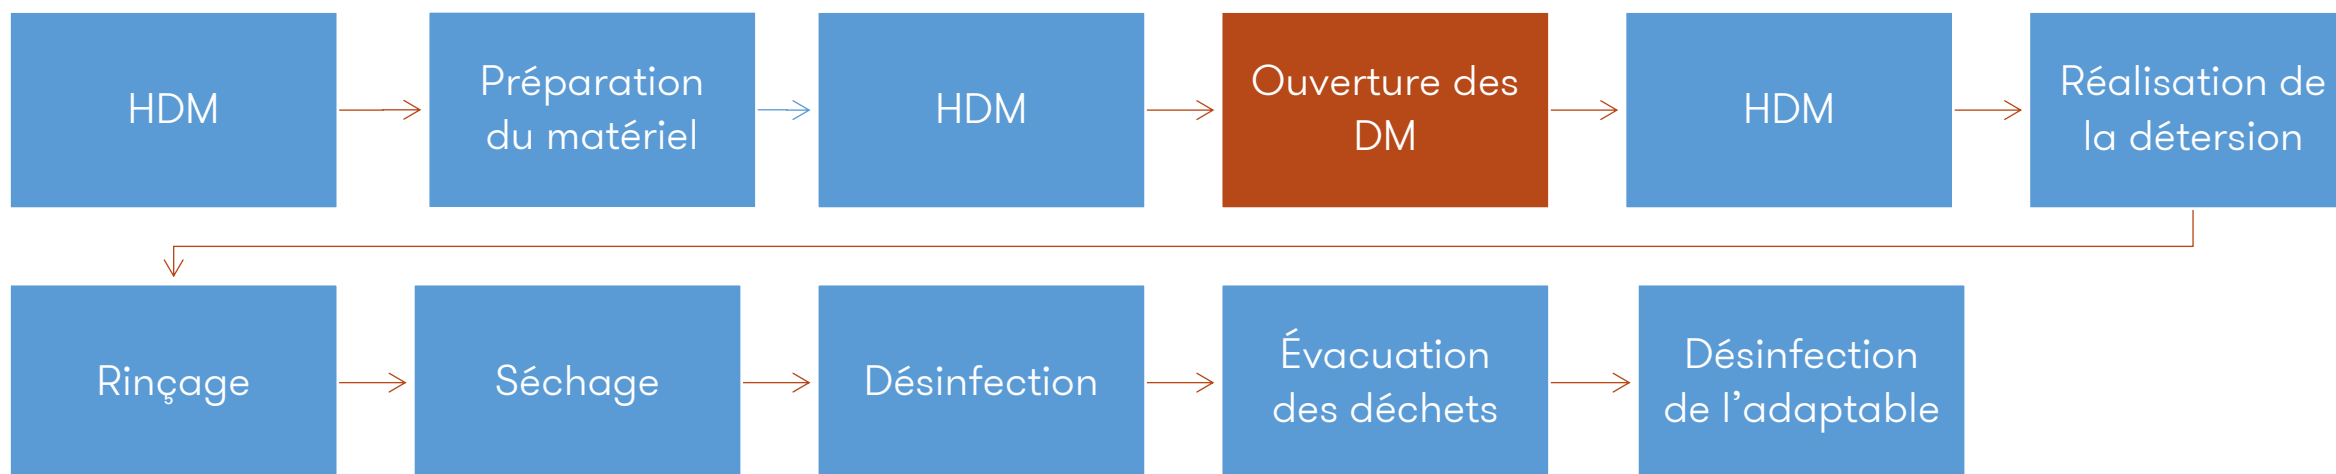 HDM
Préparation
du matériel
HDM
Ouverture des
DM
HDM
Réalisation de
la détersion
Rinçage
Séchage
Désinfection
Évacuation
des déchets
Désinfection
de l’adaptable